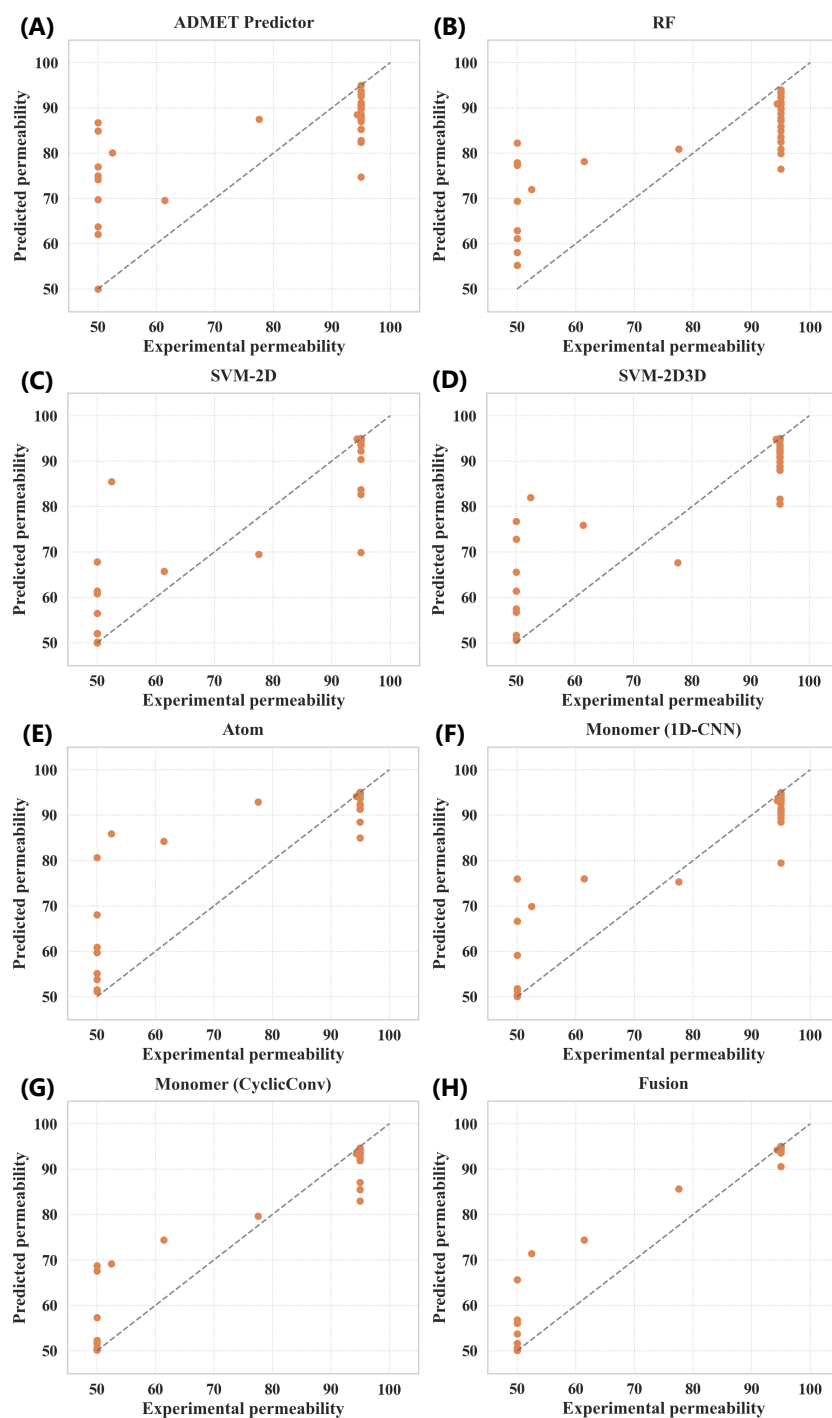 (A)
ADMET Predictor
100
90
80
70
60
50
Predicted permeability
50 60 70 80 90 100
Experimental permeability
(B)
RF
100
90
80
70
60
50
Predicted permeability
50 60 70 80 90 100
Experimental permeability
(C)
SVM-2D
100
90
80
70
60
50
Predicted permeability
50 60 70 80 90 100
Experimental permeability
(D)
SVM-2D3D
100
90
80
70
60
50
Predicted permeability
50 60 70 80 90 100
Experimental permeability
(E)
Atom
100
90
80
70
60
50
Predicted permeability
50 60 70 80 90 100
Experimental permeability
(F)
Monomer (1D-CNN)
100
90
80
70
60
50
Predicted permeability
50 60 70 80 90 100
Experimental permeability
(G)
Monomer (CyclicConv)
100
90
80
70
60
50
Predicted permeability
50 60 70 80 90 100
Experimental permeability
(H)
Fusion
100
90
80
70
60
50
Predicted permeability
50 60 70 80 90 100
Experimental permeability